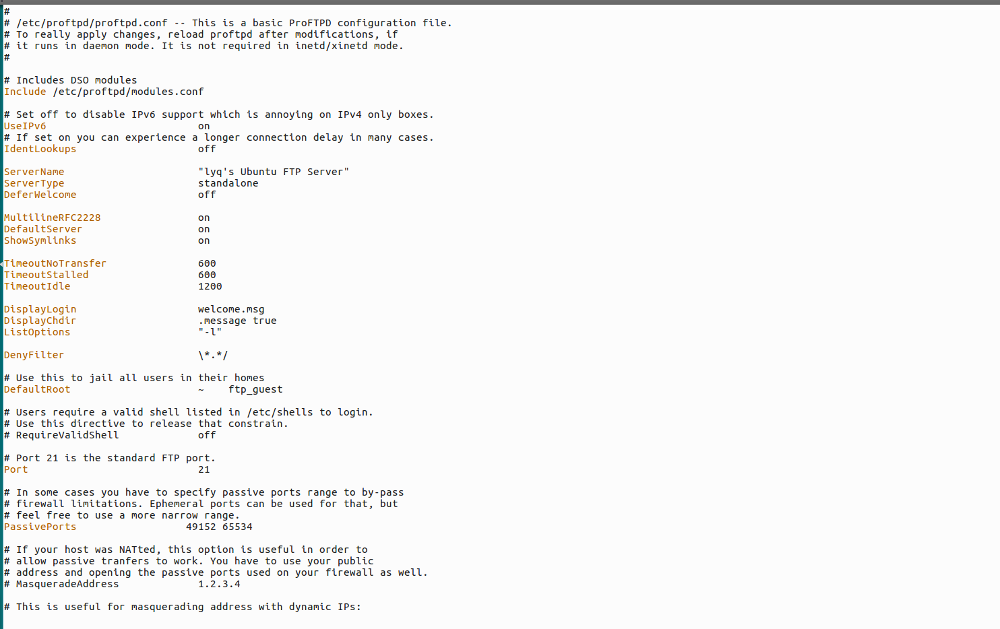 #
# /etc/proftpd/proftpd.conf -- This is a basic ProFTPD configuration file.
# To really apply changes, reload proftpd after modifications, if
# it runs in daemon mode. It is not required in inetd/xinetd mode.
#
# Includes DSO modules
Include /etc/proftpd/modules.conf
# Set off to disable IPv6 support which is annoying on IPv4 only boxes.
UseIPv6                         on
# If set on you can experience a longer connection delay in many cases.
IdentLookups                    off
ServerName                      "lyq's Ubuntu FTP Server"
ServerType                      standalone
DeferWelcome                    off
MultilineRFC2228                on
DefaultServer                   on
ShowSymlinks                    on
TimeoutNoTransfer               600
TimeoutStalled                  600
TimeoutIdle                     1200
DisplayLogin                    welcome.msg
DisplayChdir                    .message true
ListOptions                     "-l"
DenyFilter                      \*.*/
# Use this to jail all users in their homes
DefaultRoot                     ~    ftp_guest
# Users require a valid shell listed in /etc/shells to login.
# Use this directive to release that constrain.
# RequireValidShell             off
# Port 21 is the standard FTP port.
Port                            21
# In some cases you have to specify passive ports range to by-pass
# firewall limitations. Ephemeral ports can be used for that, but
# feel free to use a more narrow range.
PassivePorts                  49152 65534
# If your host was NATted, this option is useful in order to
# allow passive tranfers to work. You have to use your public
# address and opening the passive ports used on your firewall as well.
# MasqueradeAddress             1.2.3.4
# This is useful for masquerading address with dynamic IPs: